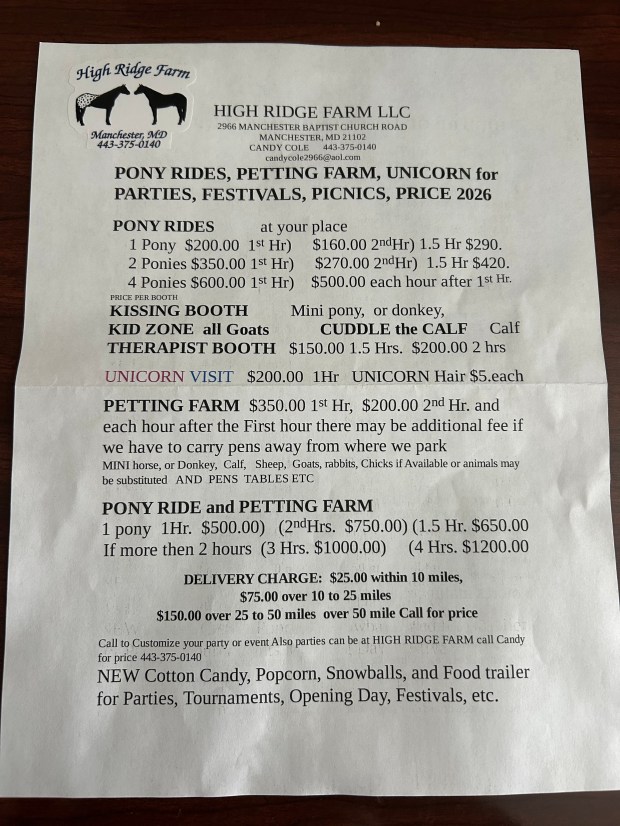 High Ridge Farm
Manchester, MD
443-375-0140
HIGH RIDGE FARM LLC
2966 MANCHESTER BAPTIST CHURCH ROAD
MANCHESTER, MD 21102
CANDY COLE 443-375-0140
candycole2966@aol.com
PONY RIDES, PETTING FARM, UNICORN for
PARTIES, FESTIVALS, PICNICS, PRICE 2026
PONY RIDES at your place
1 Pony $200.00 1st Hr) $160.00 2ndHr) 1.5 Hr $290.
2 Ponies $350.00 1st Hr) $270.00 2ndHr) 1.5 Hr $420.
4 Ponies $600.00 1st Hr) $500.00 each hour after 1st Hr.
PRICE PER BOOTH
KISSING BOOTH Mini pony, or donkey,
KID ZONE all Goats CUDDLE the CALF Calf
THERAPIST BOOTH $150.00 1.5 Hrs. $200.00 2 hrs
UNICORN VISIT $200.00 1Hr UNICORN Hair $5.each
PETTING FARM $350.00 1st Hr, $200.00 2nd Hr. and
each hour after the First hour there may be additional fee if
we have to carry pens away from where we park
MINI horse, or Donkey, Calf, Sheep, Goats, rabbits, Chicks if Available or animals may
be substituted AND PENS TABLES ETC
PONY RIDE and PETTING FARM
1 pony 1Hr. $500.00) (2ndHrs. $750.00) (1.5 Hr. $650.00
If more then 2 hours (3 Hrs. $1000.00) (4 Hrs. $1200.00
DELIVERY CHARGE: $25.00 within 10 miles,
$75.00 over 10 to 25 miles
$150.00 over 25 to 50 miles over 50 mile Call for price
Call to Customize your party or event Also parties can be at HIGH RIDGE FARM call Candy
for price 443-375-0140
NEW Cotton Candy, Popcorn, Snowballs, and Food trailer
for Parties, Tournaments, Opening Day, Festivals, etc.